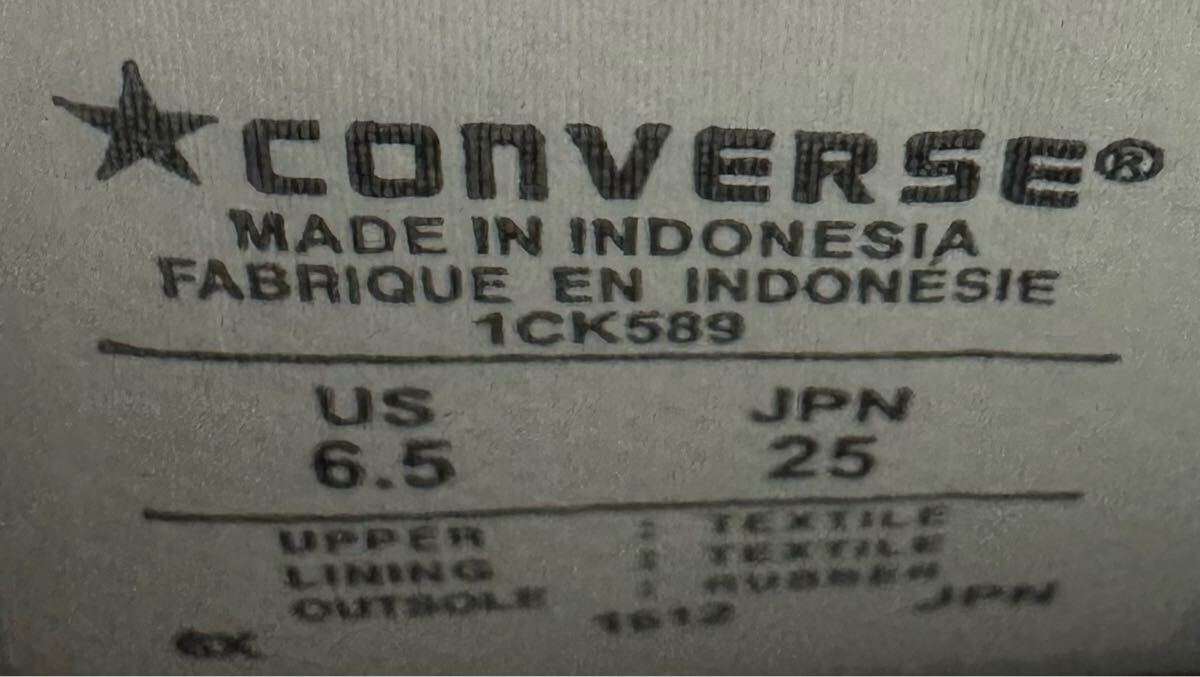 CONVERSE®
MADE IN INDONESIA
FABRIQUE EN INDONÉSIE
1CK589
US JPN
6.5 25
UPPER : TEXTILE
LINING : TEXTILE
OUTSOLE : RUBBER
1612 JPN